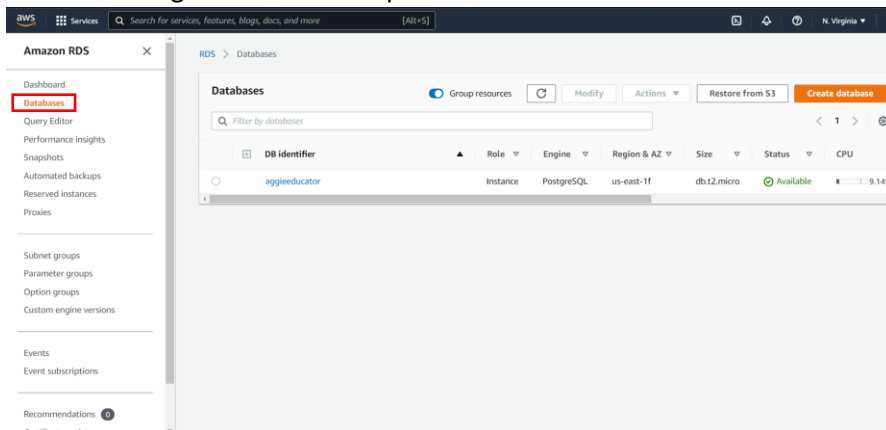 aws Services Search for services, features, blogs, docs, and more [Alt+S] N. Virginia
Amazon RDS
RDS > Databases
Dashboard
Databases
Query Editor
Performance insights
Snapshots
Automated backups
Reserved instances
Proxies
Subnet groups
Parameter groups
Option groups
Custom engine versions
Events
Event subscriptions
Recommendations 0
Databases
Group resources Modify Actions Restore from S3 Create database
Filter by databases
< 1 >
DB identifier Role Engine Region & AZ Size Status CPU
aggieeducator Instance PostgreSQL us-east-1f db.t2.micro Available 9.14